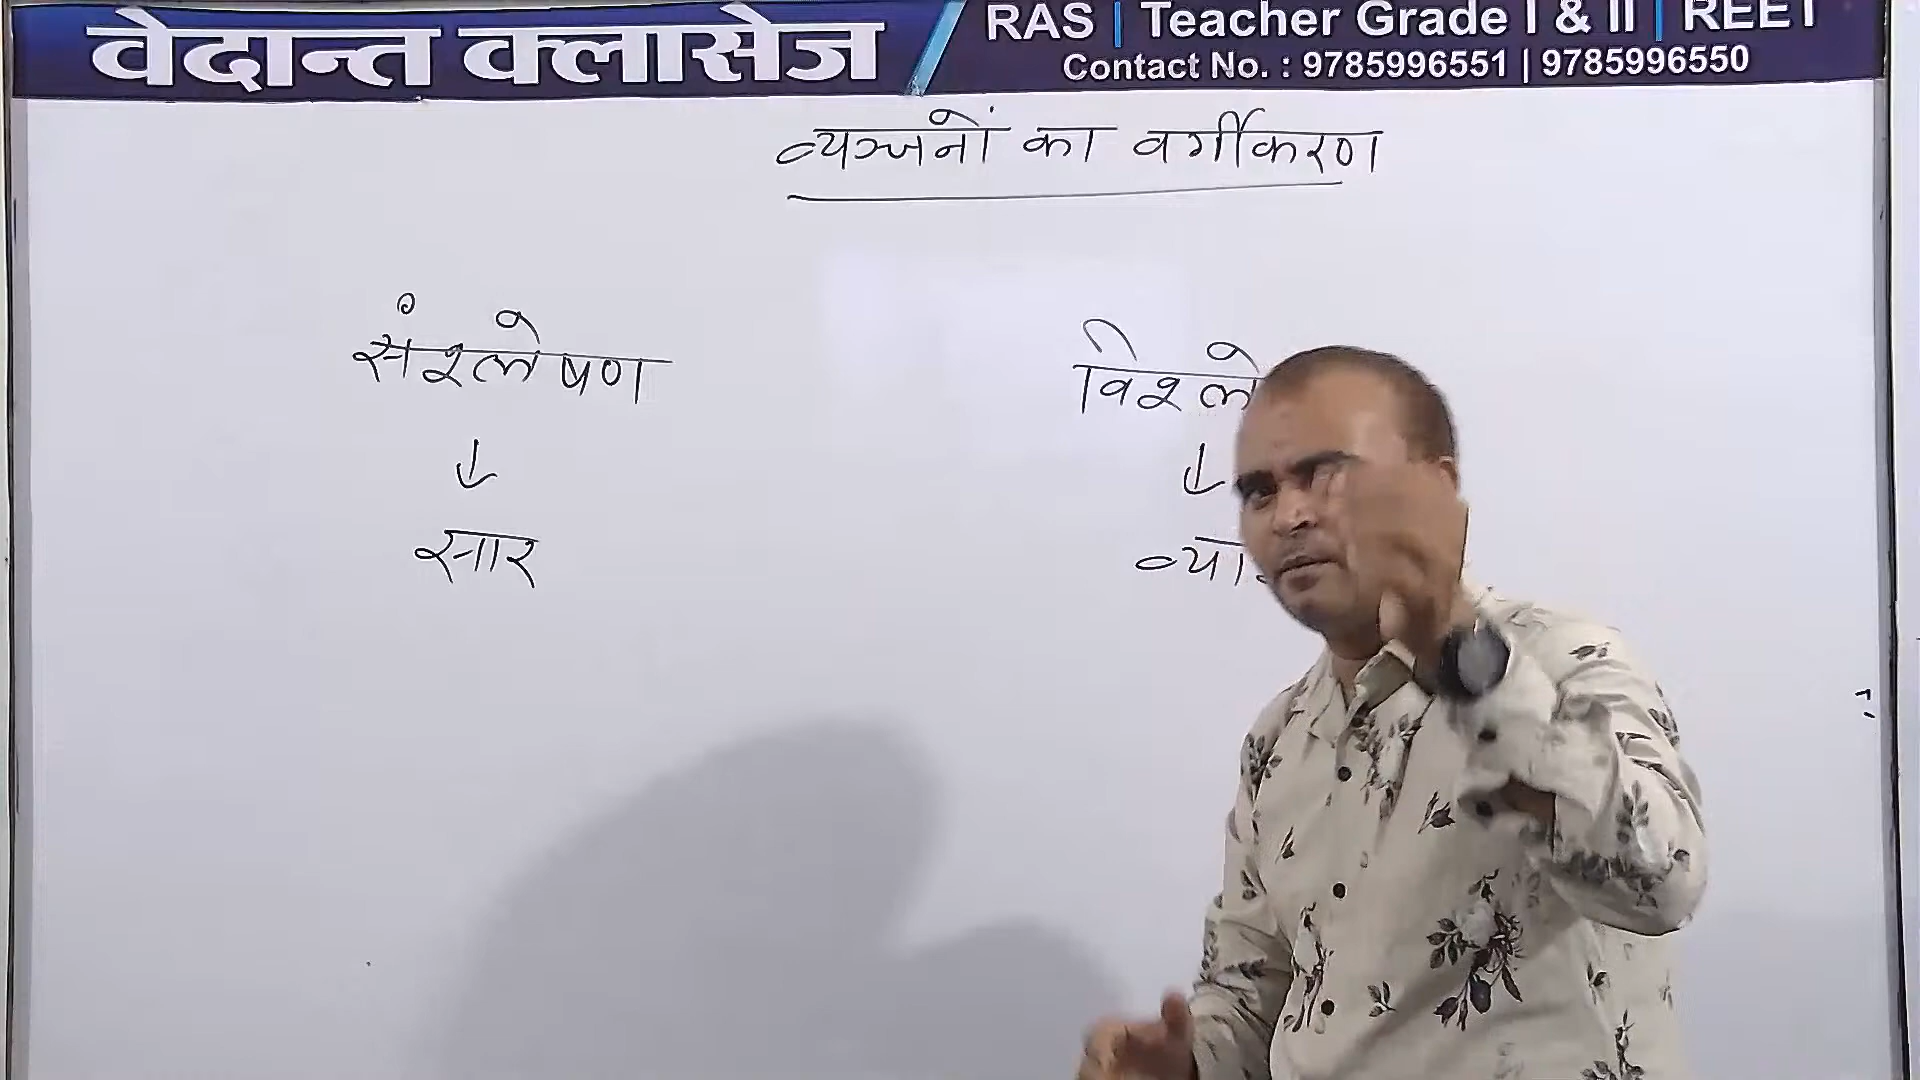 वेदान्त क्लासेज
RAS | Teacher Grade I & II | REET
Contact No. : 9785996551 | 9785996550
व्यञ्जनों का वर्गीकरण
संश्लेषण
↓
सार
विश्ले
↓